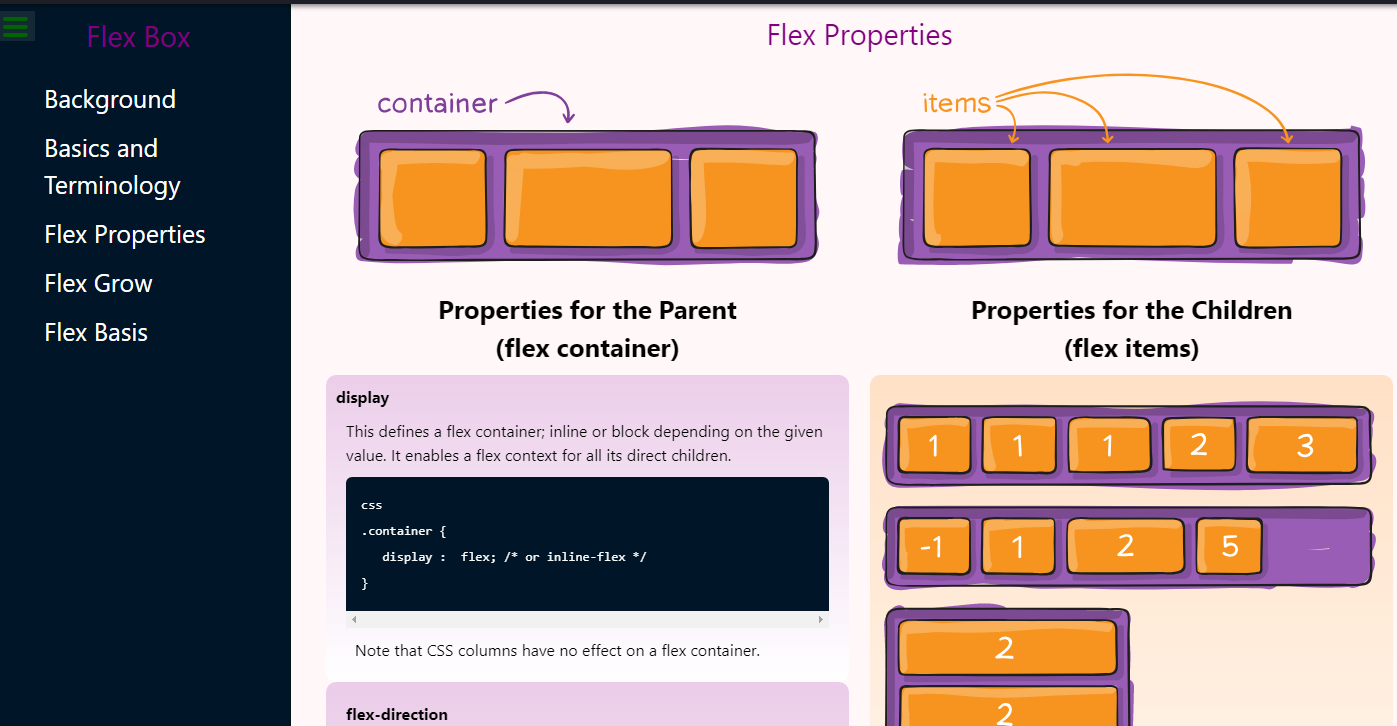 Flex Box
Background
Basics and
Terminology
Flex Properties
Flex Grow
Flex Basis
Flex Properties
container
Properties for the Parent
(flex container)
display
This defines a flex container; inline or block depending on the given
value. It enables a flex context for all its direct children.
css
.container {
display :  flex; /* or inline-flex */
}
Note that CSS columns have no effect on a flex container.
flex-direction
items
Properties for the Children
(flex items)
1 1 1 2 3
-1 1 2 5
2
2